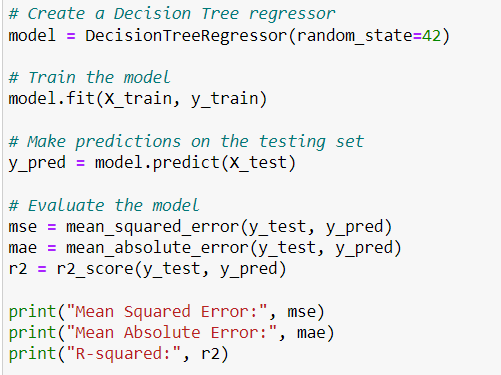 # Create a Decision Tree regressor
model = DecisionTreeRegressor(random_state=42)
# Train the model
model.fit(X_train, y_train)
# Make predictions on the testing set
y_pred = model.predict(X_test)
# Evaluate the model
mse = mean_squared_error(y_test, y_pred)
mae = mean_absolute_error(y_test, y_pred)
r2 = r2_score(y_test, y_pred)
print("Mean Squared Error:", mse)
print("Mean Absolute Error:", mae)
print("R-squared:", r2)